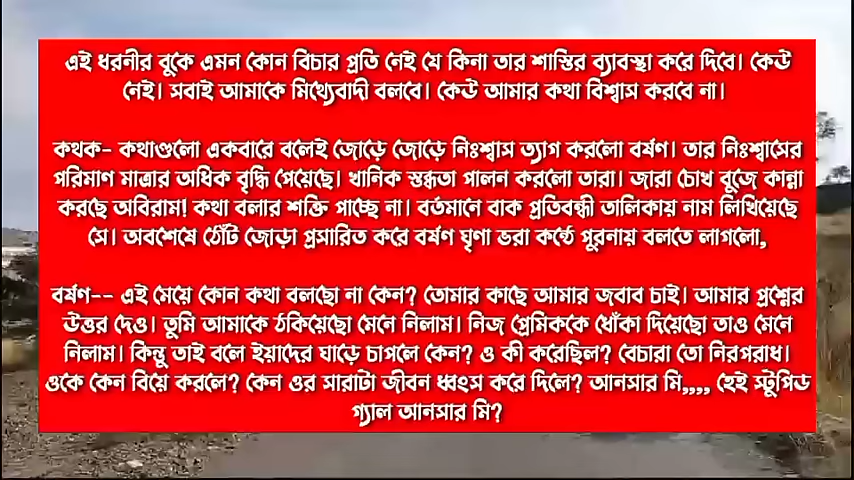 এই ধরনীর বুকে এমন কোন বিচার প্রতি নেই যে কিনা তার শাস্তির ব্যাবস্থা করে দিবে। কেউ
নেই। সবাই আমাকে মিথ্যেবাদী বলবে। কেউ আমার কথা বিশ্বাস করবে না।
কথক- কথাগুলো একবারে বলেই জোড়ে জোড়ে নিঃশ্বাস ত্যাগ করলো বর্ষণ। তার নিঃশ্বাসের
পরিমাণ মাত্রার অধিক বৃদ্ধি পেয়েছে। খানিক স্তব্ধতা পালন করলো তারা। জারা চোখ বুজে কান্না
করছে অবিরাম! কথা বলার শক্তি পাচ্ছে না। বর্তমানে বাক প্রতিবন্ধী তালিকায় নাম লিখিয়েছে
সে। অবশেষে ঠোঁট জোড়া প্রসারিত করে বর্ষণ ঘৃণা ভরা কন্ঠে পুরনায় বলতে লাগলো,
বর্ষণ-- এই মেয়ে কোন কথা বলছো না কেন? তোমার কাছে আমার জবাব চাই। আমার প্রশ্নের
উত্তর দেও। তুমি আমাকে ঠকিয়েছো মেনে নিলাম। নিজ প্রেমিককে ধোঁকা দিয়েছো তাও মেনে
নিলাম। কিন্তু তাই বলে ইয়াদের ঘাড়ে চাপলে কেন? ও কী করেছিল? বেচারা তো নিরপরাধ।
ওকে কেন বিয়ে করলে? কেন ওর সারাটা জীবন ধ্বংস করে দিলে? আনসার মি,,,, হেই স্টুপিড
গ্যাল আনসার মি?